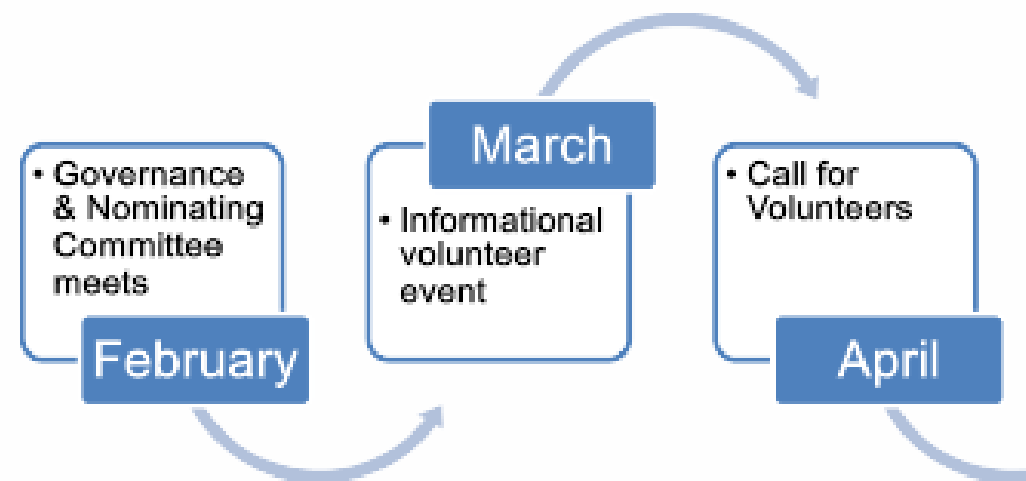 • Governance
& Nominating
Committee
meets
February
March
• Informational
volunteer
event
• Call for
Volunteers
April